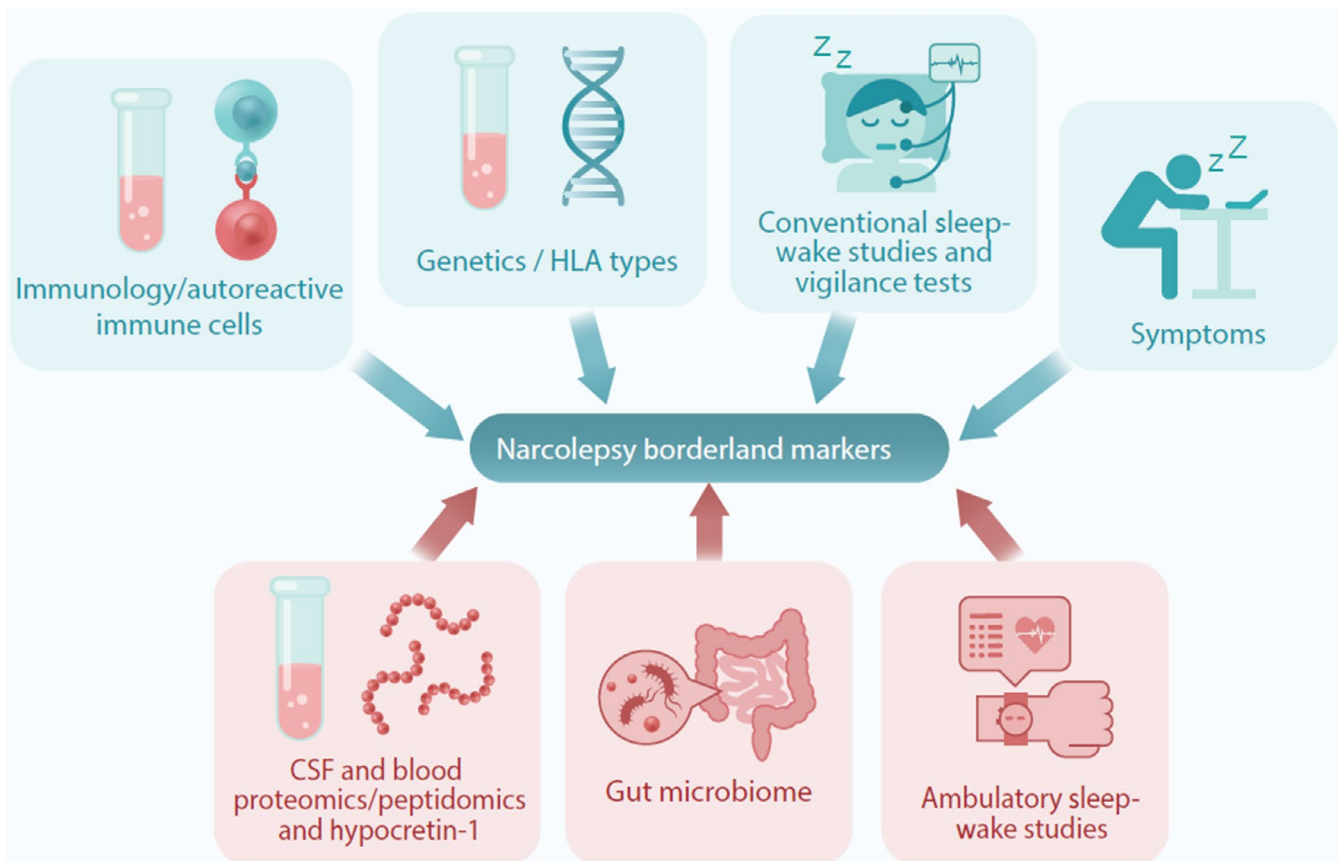 Immunology/autoreactive
immune cells
Genetics / HLA types
Z
Z
Conventional sleep-
wake studies and
vigilance tests
Z
Z
Symptoms
Narcolepsy borderland markers
CSF and blood
proteomics/peptidomics
and hypocretin-1
Gut microbiome
Ambulatory sleep-
wake studies